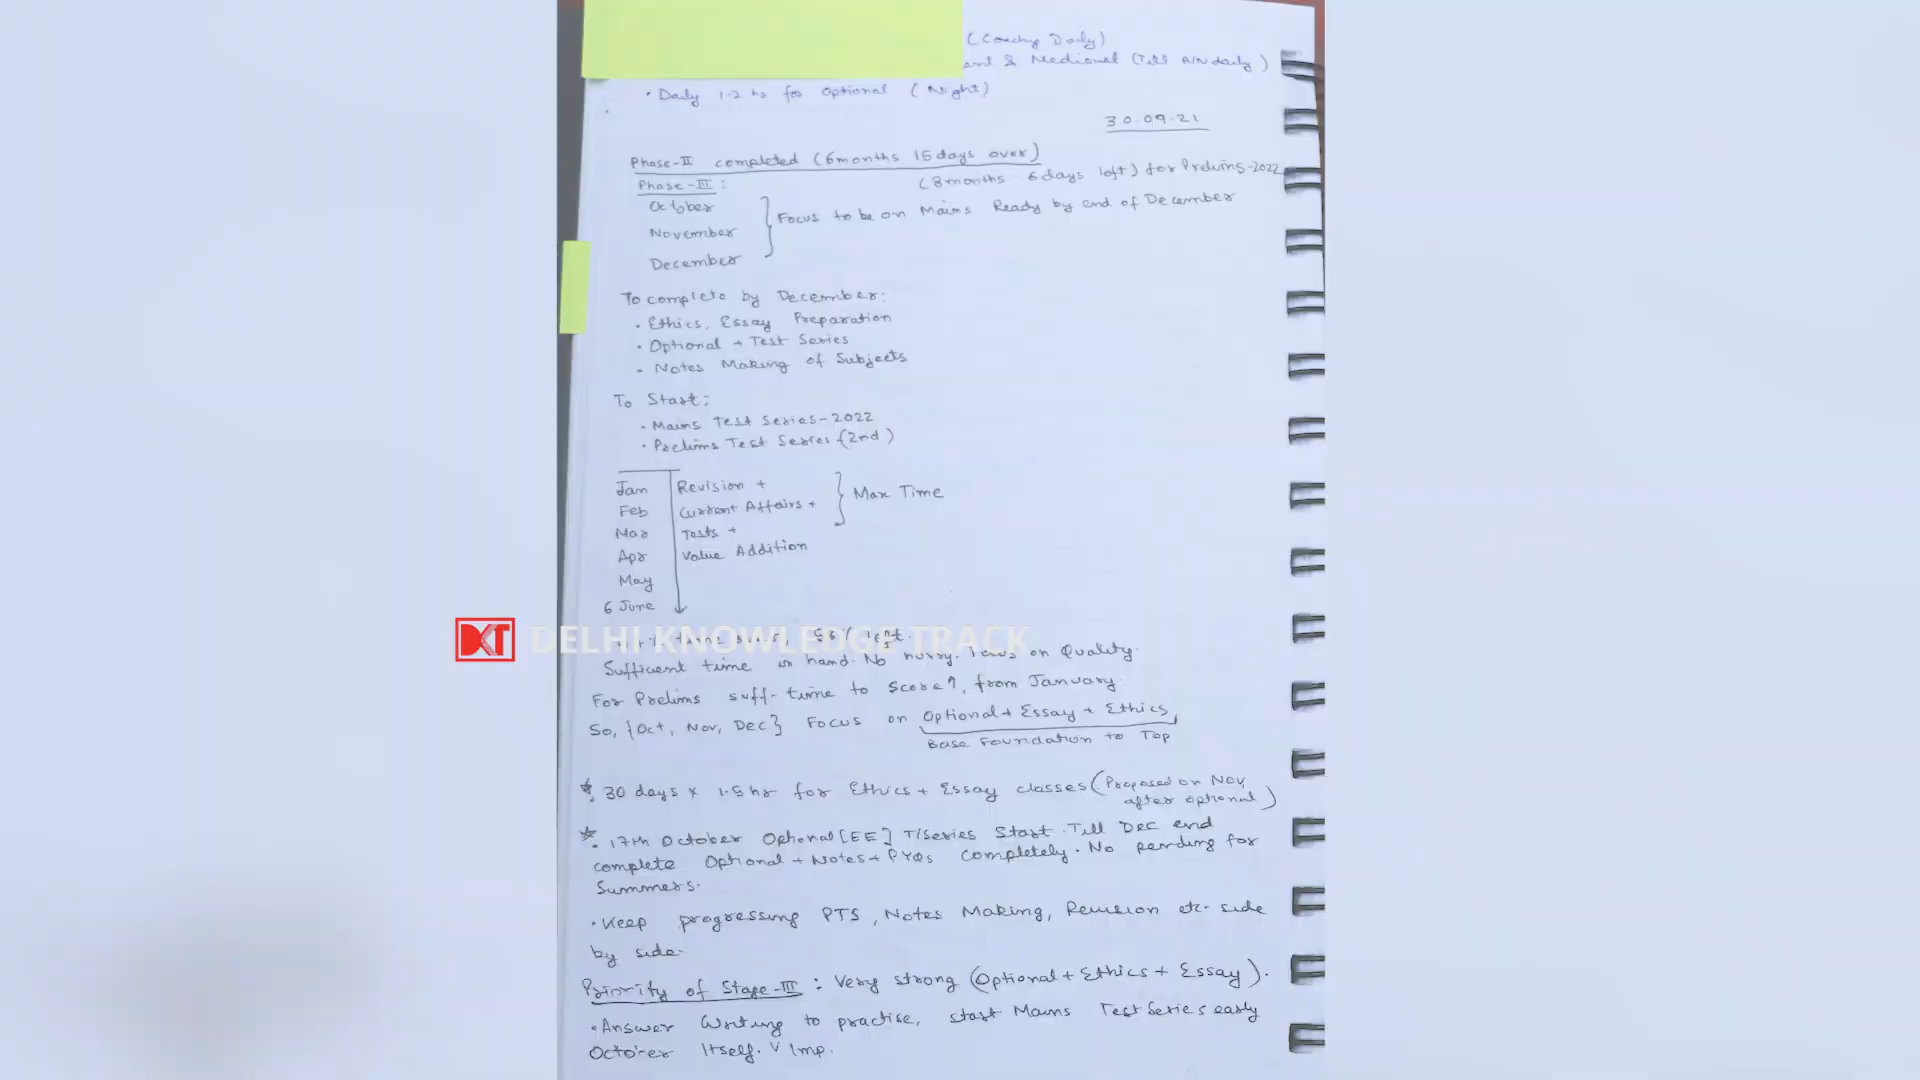 (Coaching Daily)
& Medieval (Till A/N daily)
• Daily 1-2 hr for Optional (Night)
30.09.21
Phase-II completed (6 months 15 days over)
(8 months 6 days left) for Prelims-2022
Phase-III:
October
November
December
Focus to be on Mains Ready by end of December
To complete by December:
• Ethics, Essay Preparation
• Optional + Test Series
• Notes Making of Subjects
To Start:
• Mains Test Series-2022
• Prelims Test Series (2nd)
Jan Revision +
Feb Current Affairs +
Max Time
Mar Tests +
Apr Value Addition
May
6 June
DKT DELHI KNOWLEDGE TRACK
time left.
Sufficient time in hand. No hurry. Focus on Quality.
For Prelims suff- time to Score↑, from January
So, {Oct, Nov, Dec} Focus on Optional + Essay + Ethics
Base Foundation to Top
30 days x 1.5 hr for Ethics + Essay classes (Proposed on Nov,
after optional)
17th October Optional [EE] T/Series Start. Till Dec end
complete Optional + Notes + PYQs completely. No pending for
Summers.
• Keep progressing PTS, Notes Making, Revision etc. side
by side.
Priority of Stage-III: Very strong (Optional + Ethics + Essay).
• Answer Writing to practise, start Mains Test Series early
October Itself. V Imp.